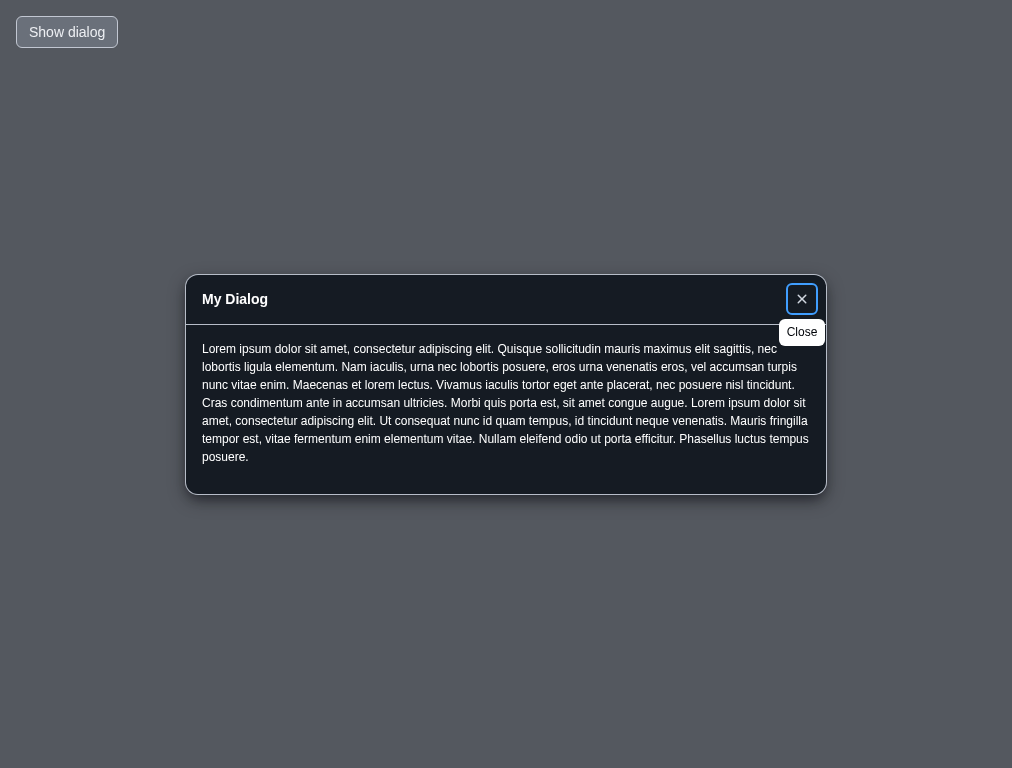 Show dialog
My Dialog
Close
Lorem ipsum dolor sit amet, consectetur adipiscing elit. Quisque sollicitudin mauris maximus elit sagittis, nec
lobortis ligula elementum. Nam iaculis, urna nec lobortis posuere, eros urna venenatis eros, vel accumsan turpis
nunc vitae enim. Maecenas et lorem lectus. Vivamus iaculis tortor eget ante placerat, nec posuere nisl tincidunt.
Cras condimentum ante in accumsan ultricies. Morbi quis porta est, sit amet congue augue. Lorem ipsum dolor sit
amet, consectetur adipiscing elit. Ut consequat nunc id quam tempus, id tincidunt neque venenatis. Mauris fringilla
tempor est, vitae fermentum enim elementum vitae. Nullam eleifend odio ut porta efficitur. Phasellus luctus tempus
posuere.